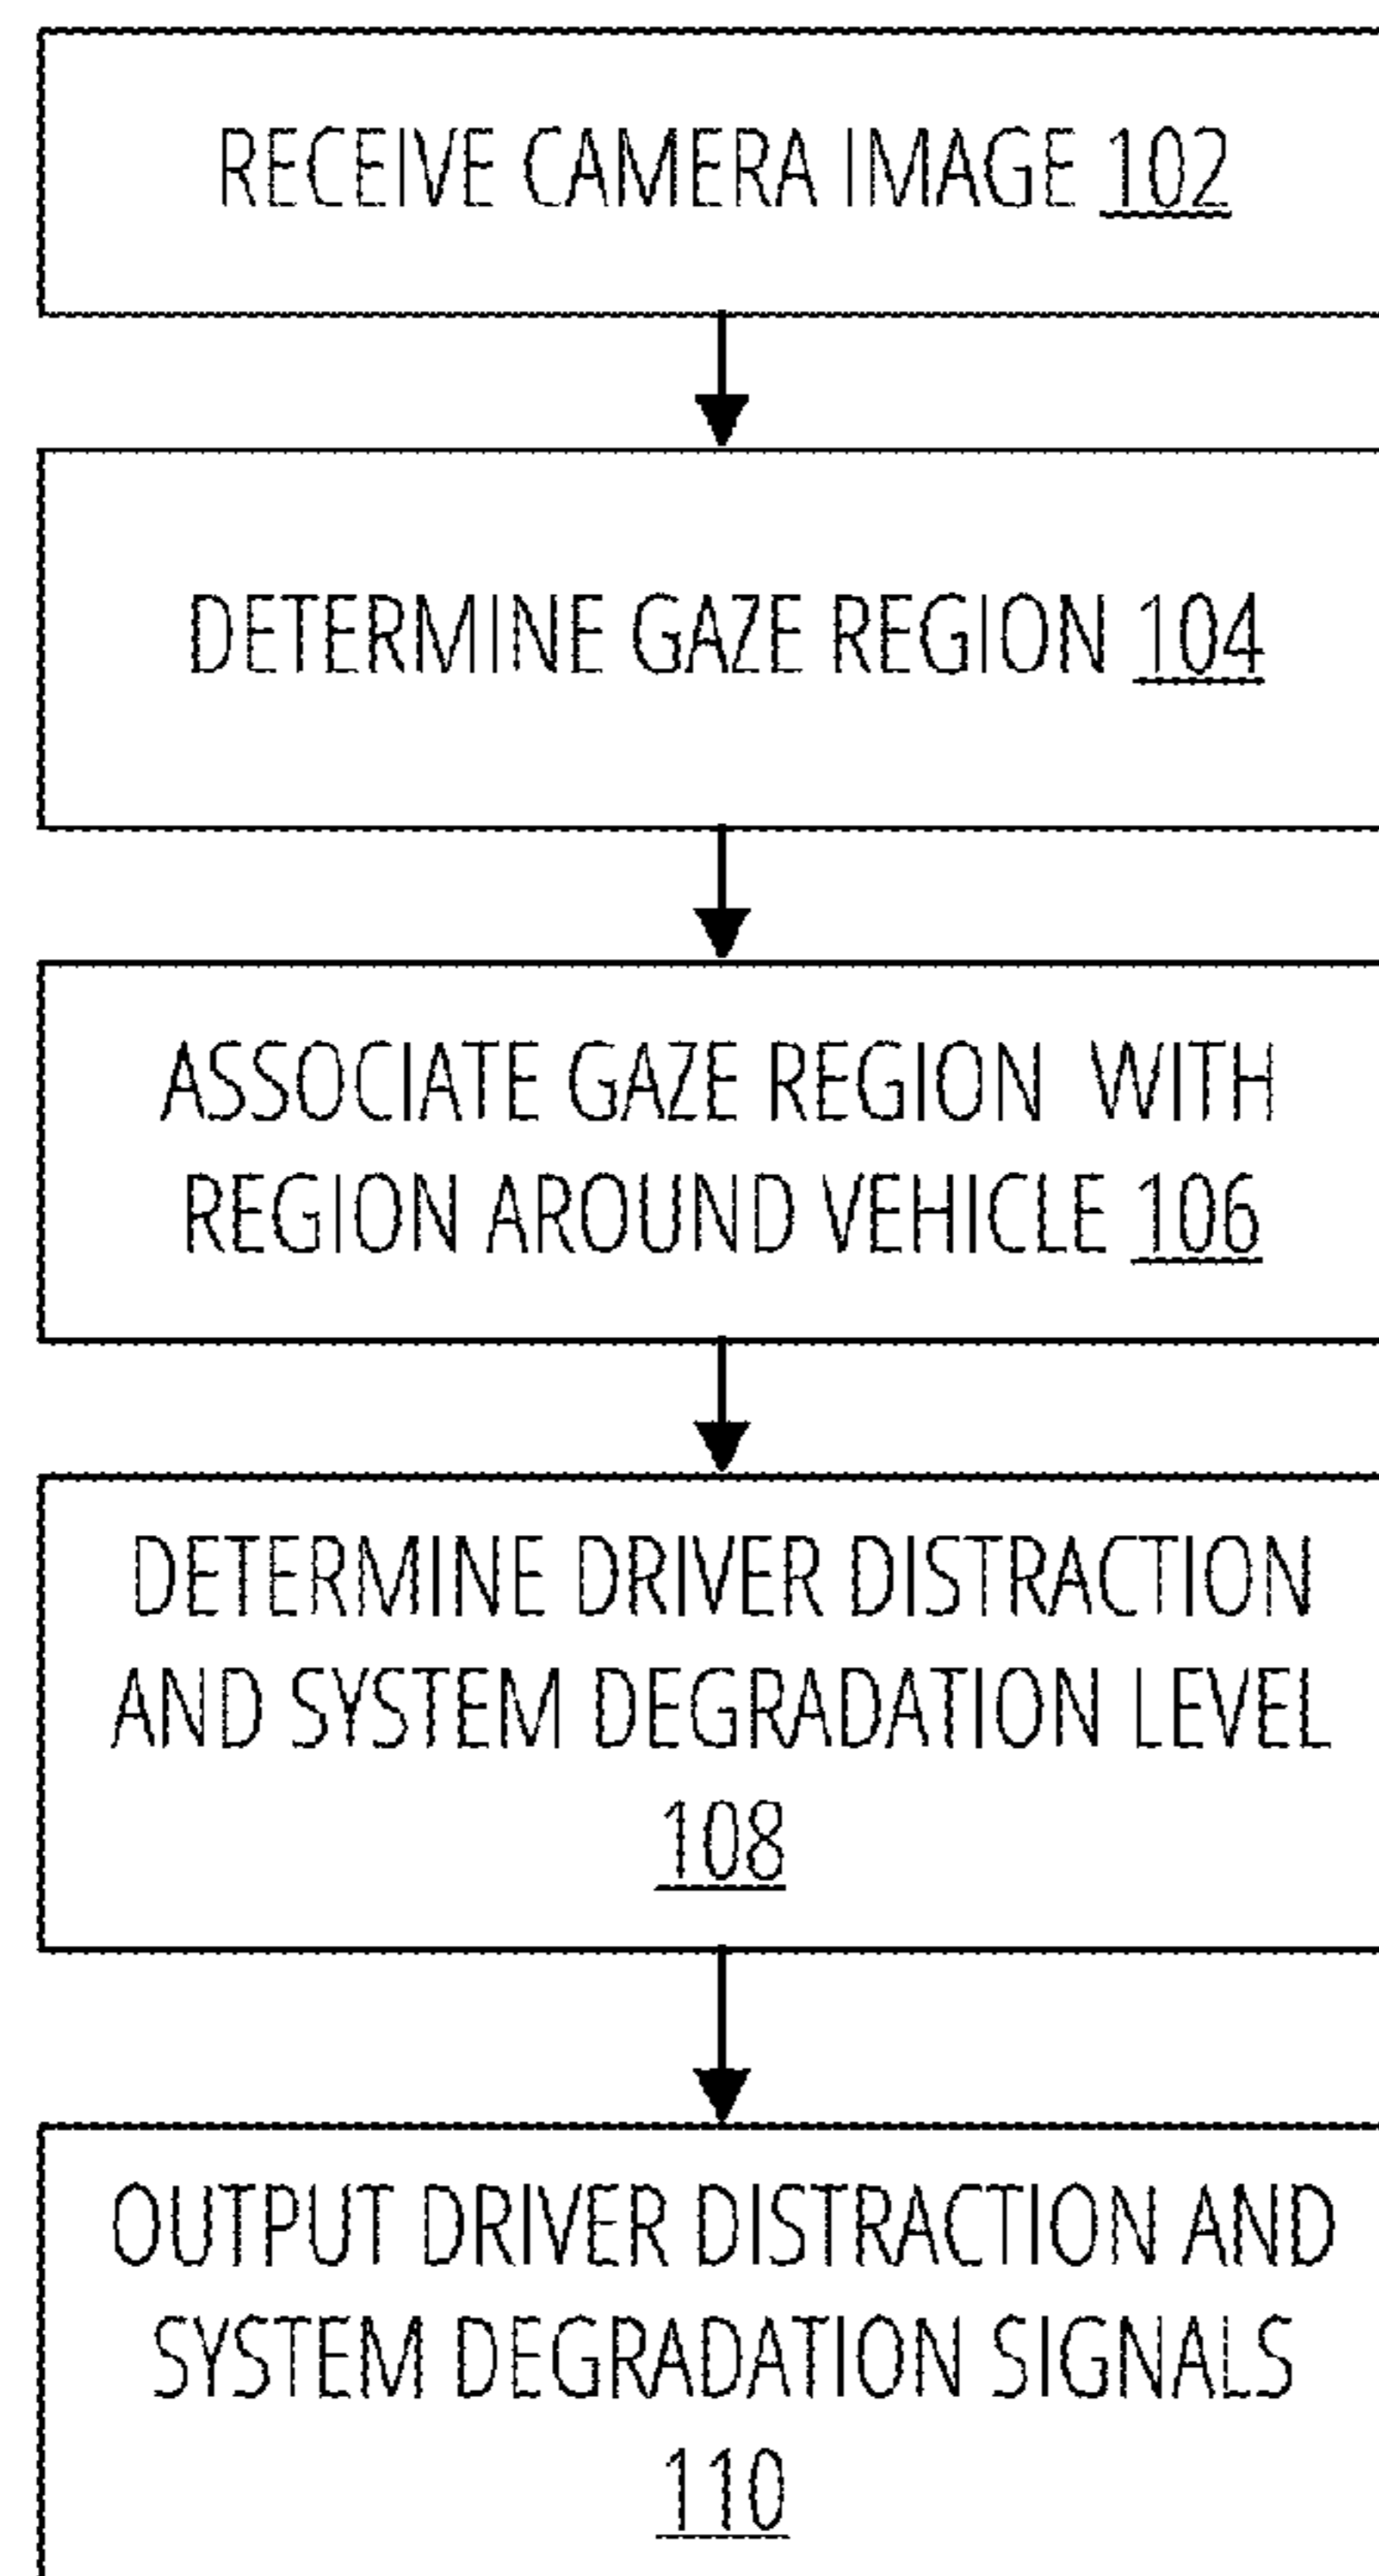 RECEIVE CAMERA IMAGE 102
DETERMINE GAZE REGION 104
ASSOCIATE GAZE REGION WITH
REGION AROUND VEHICLE 106
DETERMINE DRIVER DISTRACTION
AND SYSTEM DEGRADATION LEVEL
108
OUTPUT DRIVER DISTRACTION AND
SYSTEM DEGRADATION SIGNALS
110